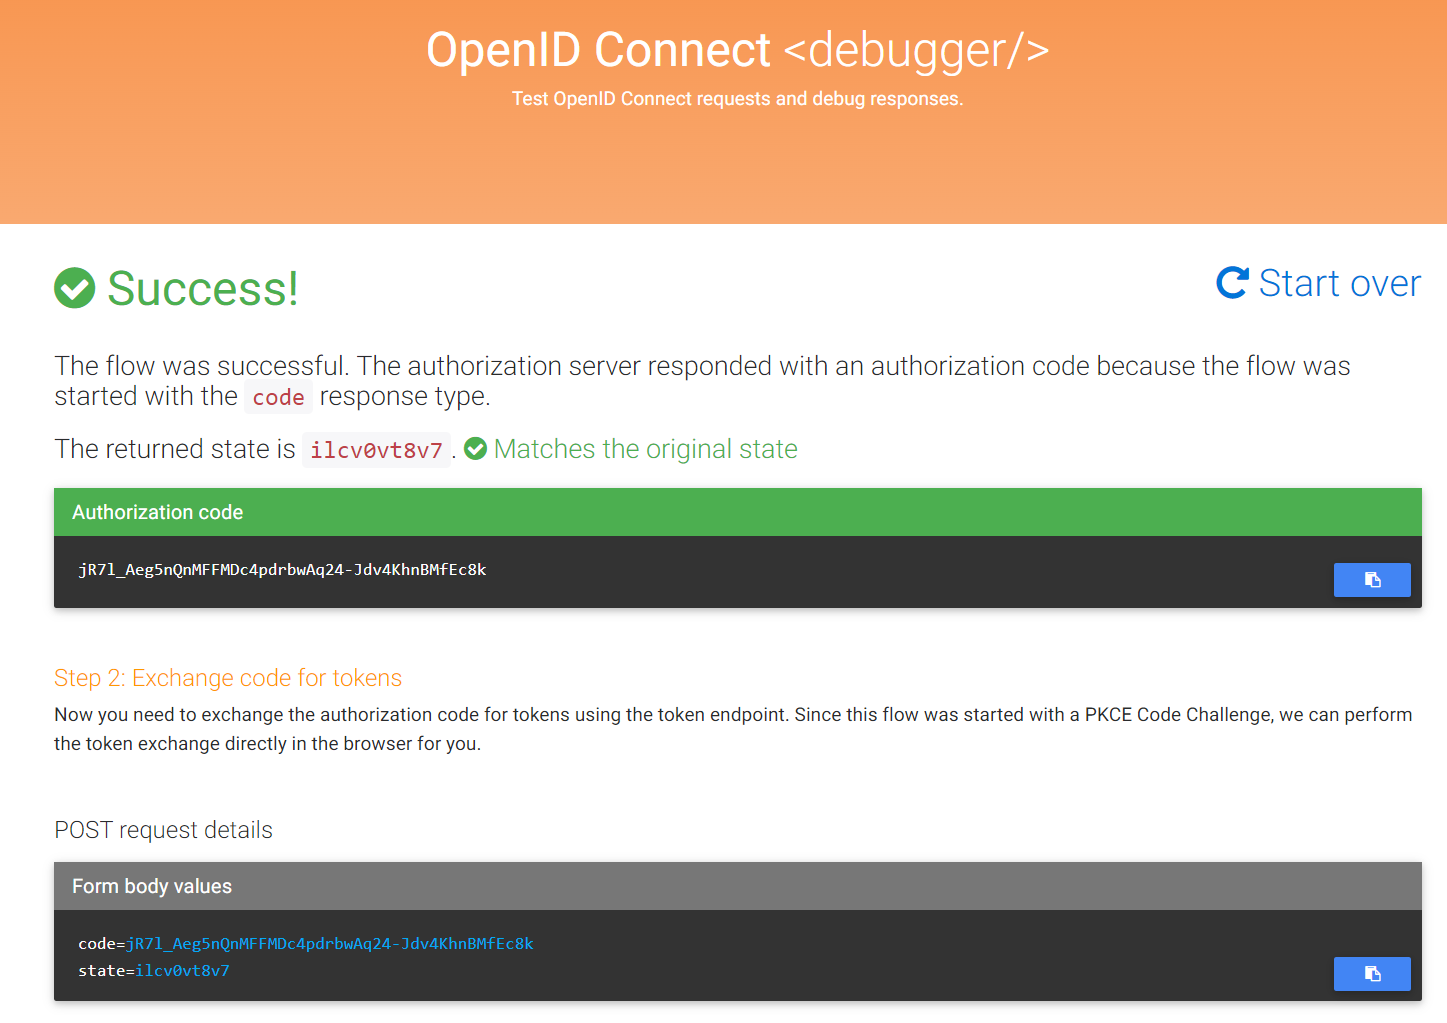 OpenID Connect <debugger/>
Test OpenID Connect requests and debug responses.
Success!
Start over
The flow was successful. The authorization server responded with an authorization code because the flow was
started with the code response type.
The returned state is ilcv0vt8v7. Matches the original state
Authorization code
jR7l_Aeg5nQnMFFMDc4pdrbwAq24-Jdv4KhnBMfEc8k
Step 2: Exchange code for tokens
Now you need to exchange the authorization code for tokens using the token endpoint. Since this flow was started with a PKCE Code Challenge, we can perform
the token exchange directly in the browser for you.
POST request details
Form body values
code=jR7l_Aeg5nQnMFFMDc4pdrbwAq24-Jdv4KhnBMfEc8k
state=ilcv0vt8v7